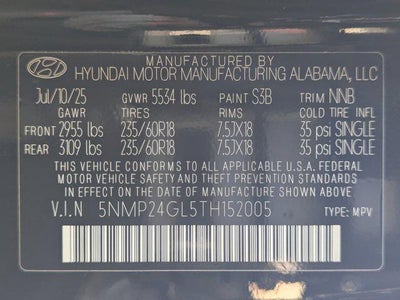 MANUFACTURED BY
HYUNDAI MOTOR MANUFACTURING ALABAMA, LLC
Jul/10/25 GVWR 5534 lbs PAINT S3B TRIM NNB
GAWR TIRES RIMS COLD TIRE INFL
FRONT 2955 lbs 235/60R18 7.5JX18 35 psi SINGLE
REAR 3109 lbs 235/60R18 7.5JX18 35 psi SINGLE
THIS VEHICLE CONFORMS TO ALL APPLICABLE U.S.A. FEDERAL
MOTOR VEHICLE SAFETY AND THEFT PREVENTION STANDARDS
IN EFFECT ON THE DATE OF MANUFACTURE SHOWN ABOVE
V.I.N 5NMP24GL5TH152005 TYPE: MPV